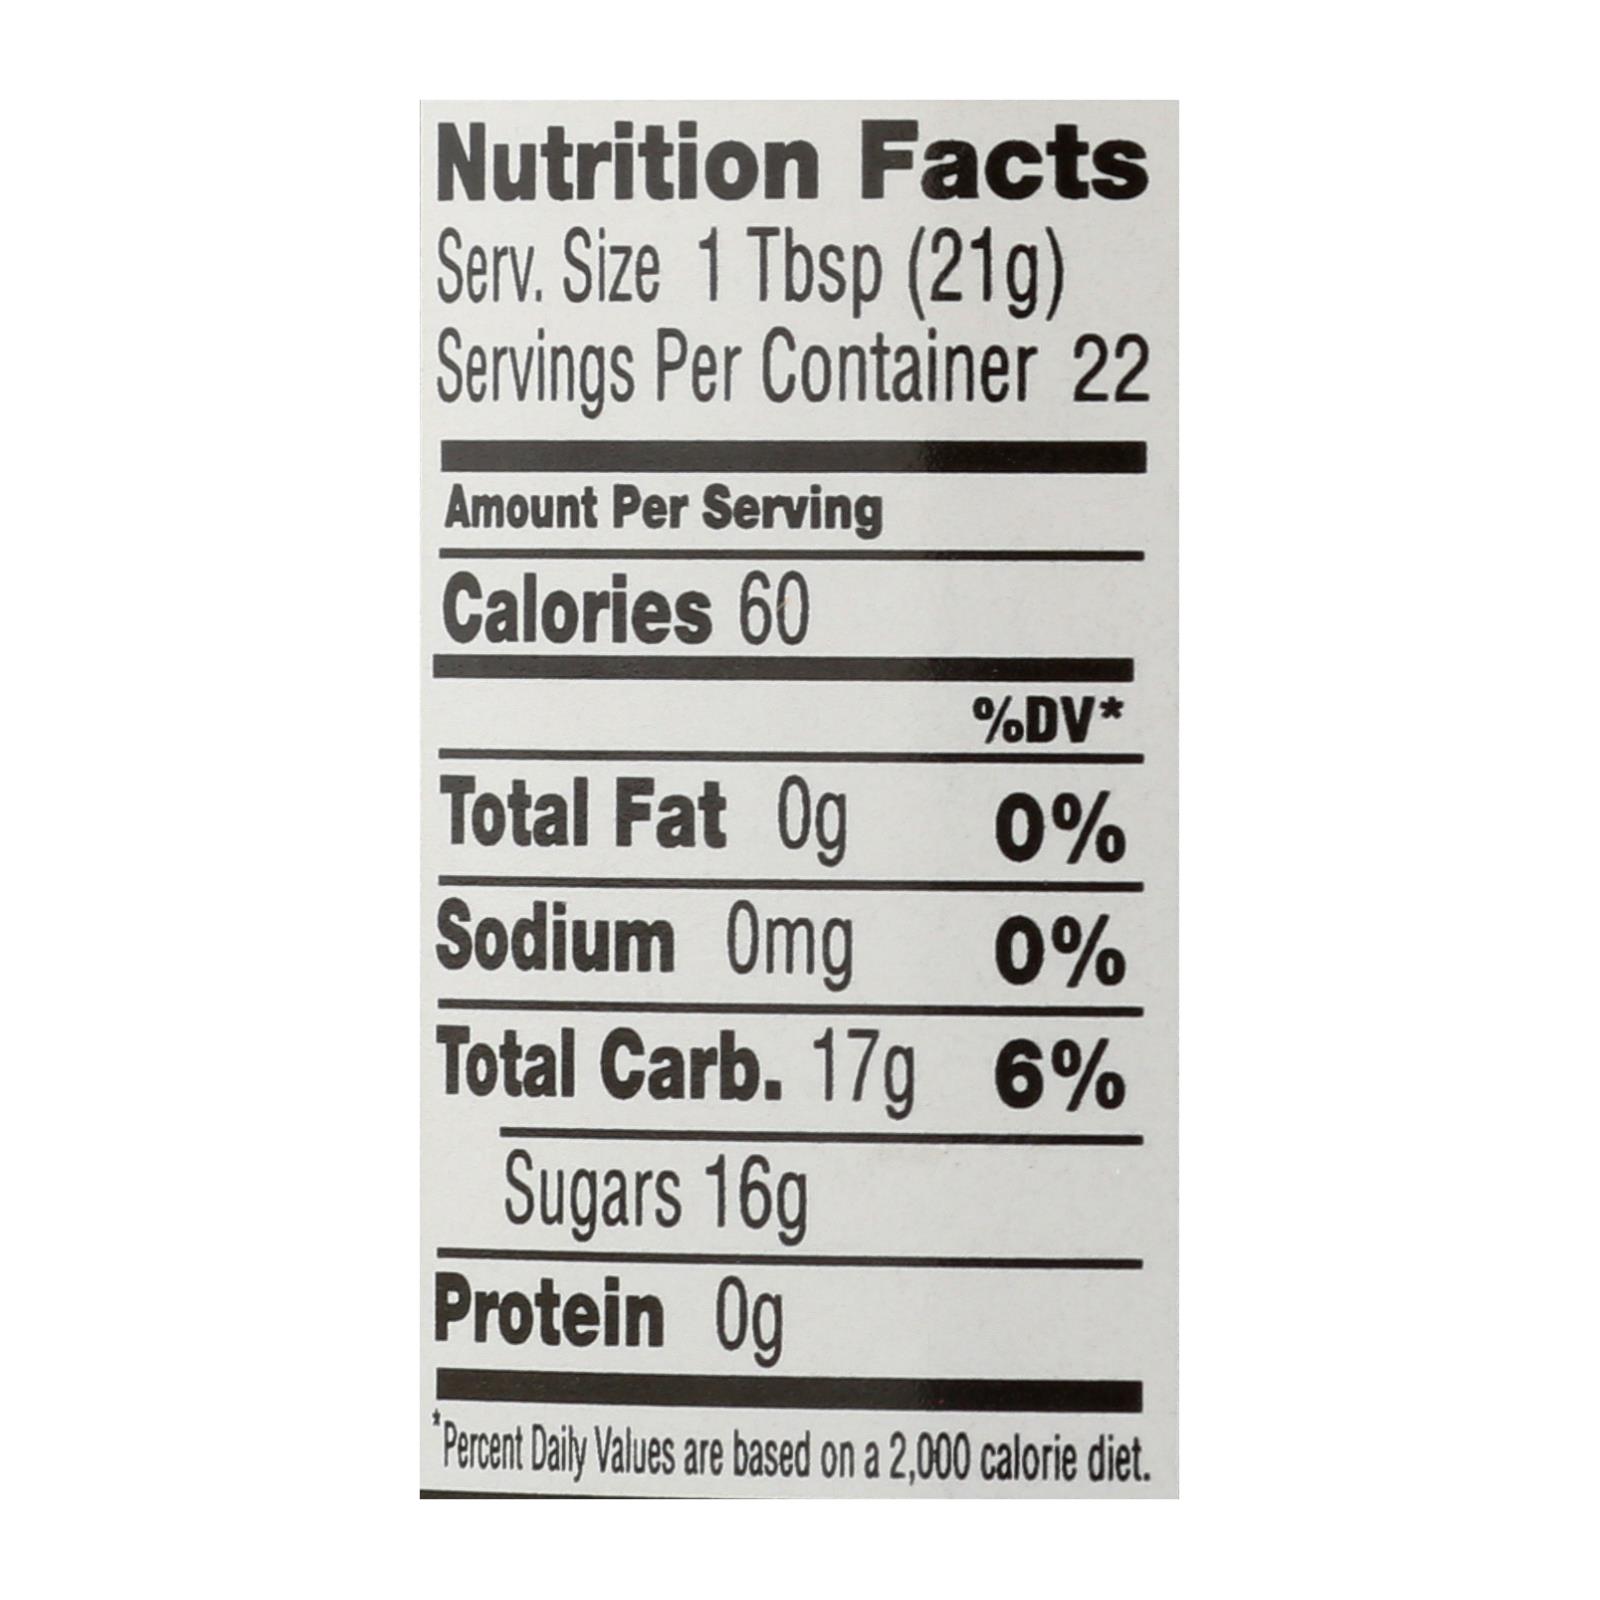 Nutrition Facts
Serv. Size 1 Tbsp (21g)
Servings Per Container 22
Amount Per Serving
Calories 60
%DV*
Total Fat 0g 0%
Sodium 0mg 0%
Total Carb. 17g 6%
Sugars 16g
Protein 0g
*Percent Daily Values are based on a 2,000 calorie diet.